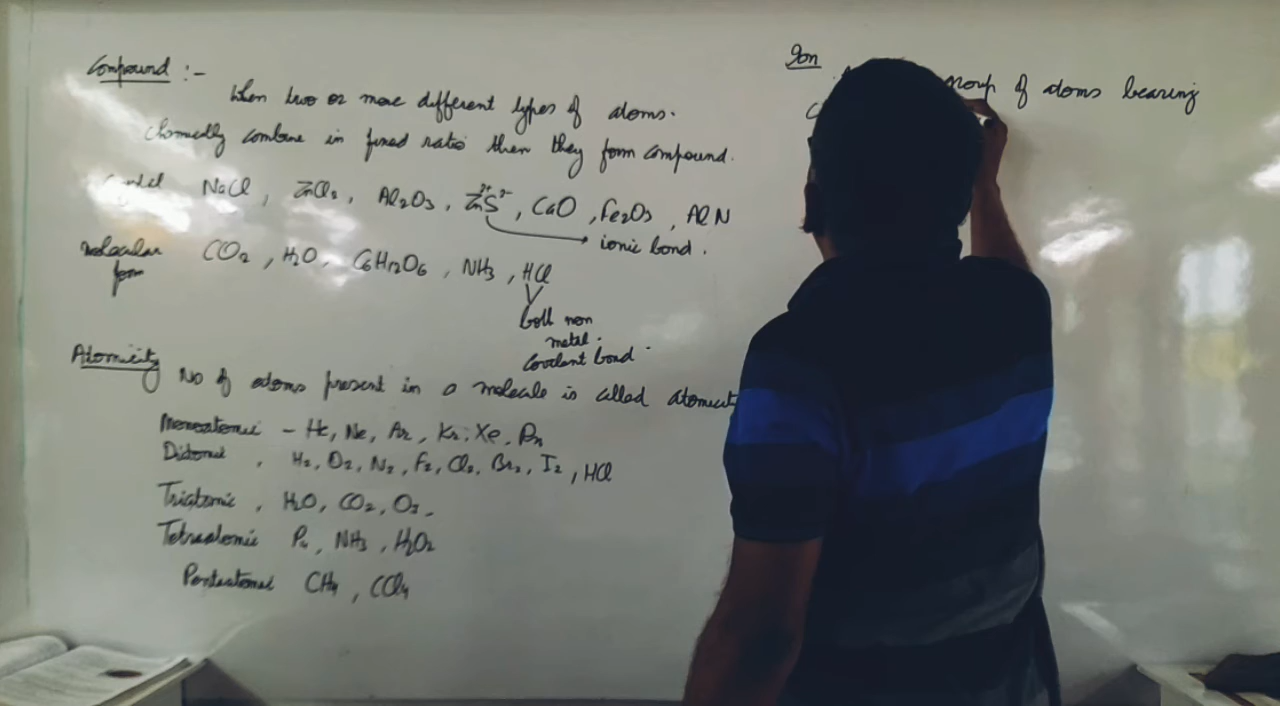 Compound :-
When two or more different types of atoms.
chemically combine in fixed ratio then they form compound.
NaCl, ZnCl₂, Al₂O₃, Zn²⁺S²⁻, CaO, Fe₂O₃, AlN
→ ionic bond.
molecular CO₂, H₂O, C₆H₁₂O₆, NH₃, HCl
form
both non
metal.
Covalent bond.
Atomicity
No of atoms present in a molecule is called atomicit
Monoatomic - He, Ne, Ar, Kr, Xe, Rn
Diatomic, H₂, O₂, N₂, F₂, Cl₂, Br₂, I₂, HCl
Triatomic, H₂O, CO₂, O₃.
Tetraatomic P₄, NH₃, H₂O₂
Pentaatomic CH₄, CCl₄
Ion
of atoms bearing